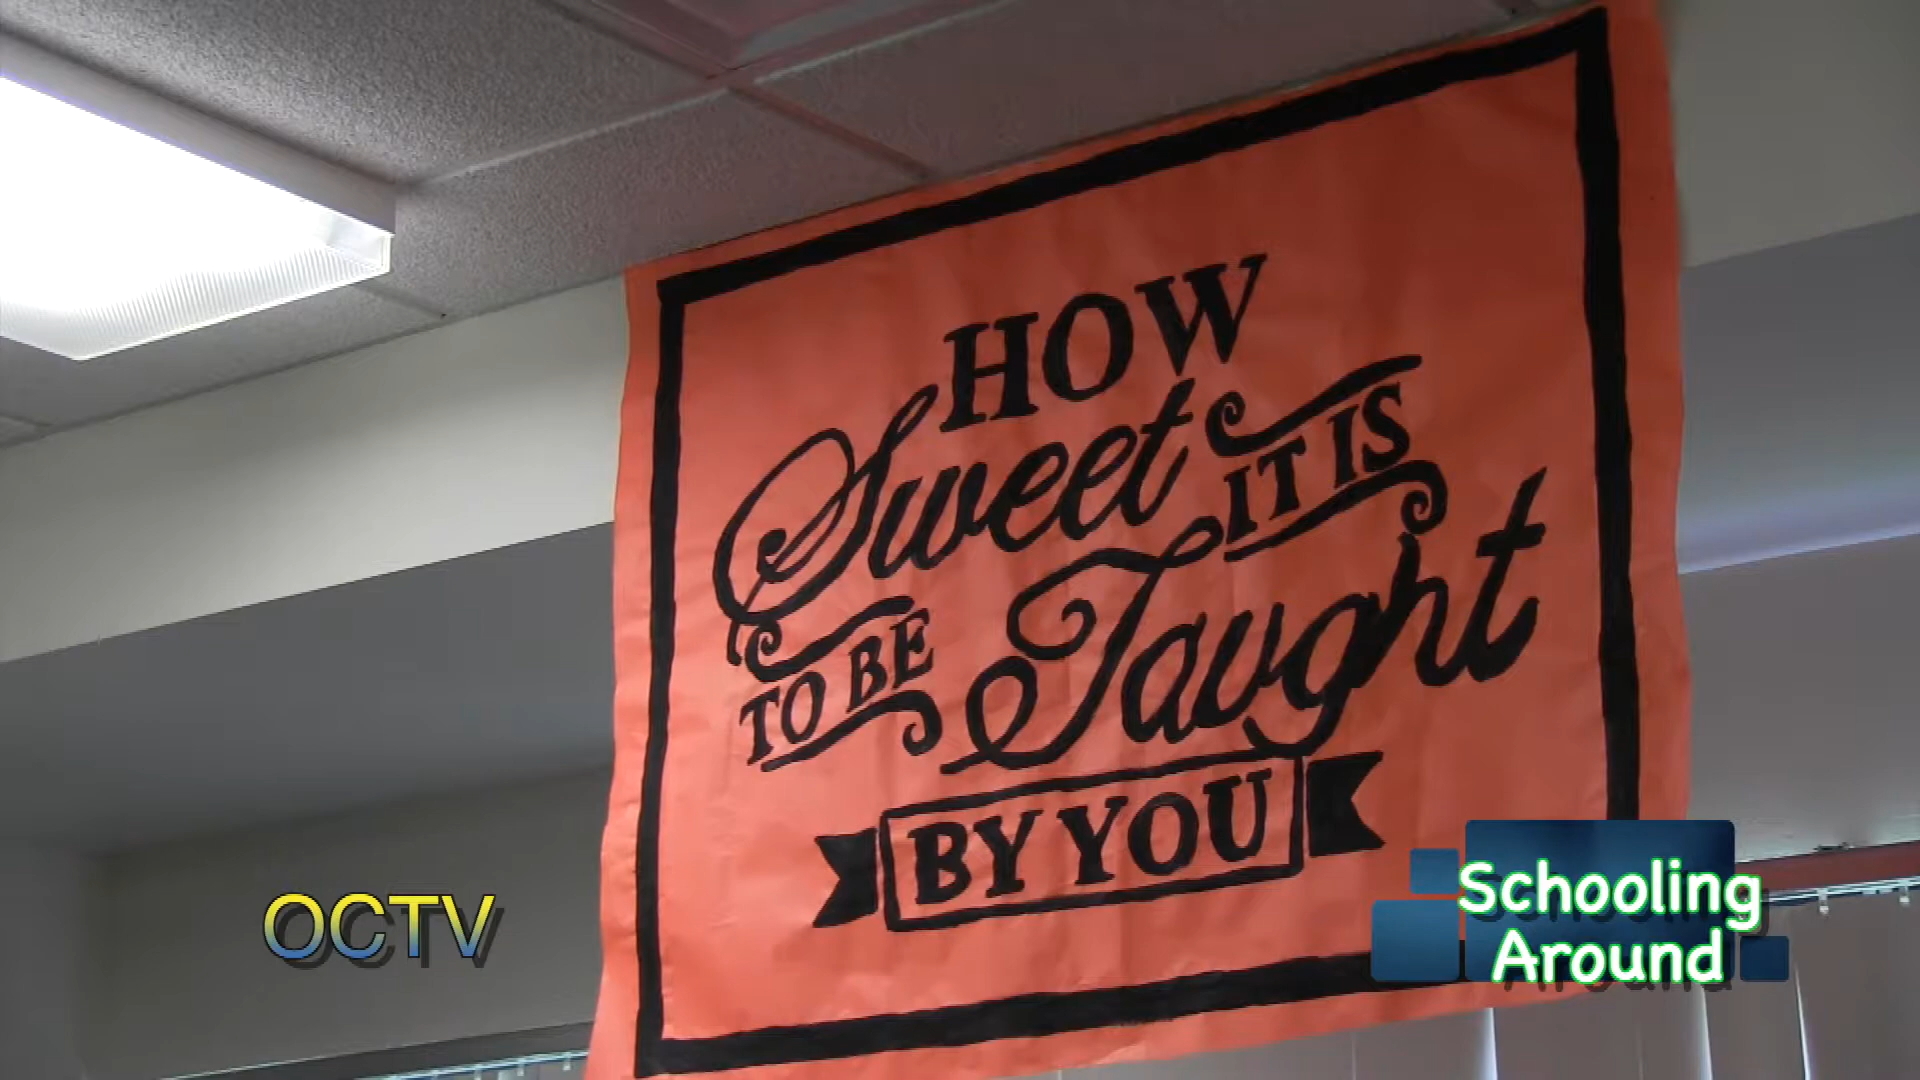 HOW
Sweet IT IS
TO BE Taught
BY YOU
OCTV
Schooling
Around